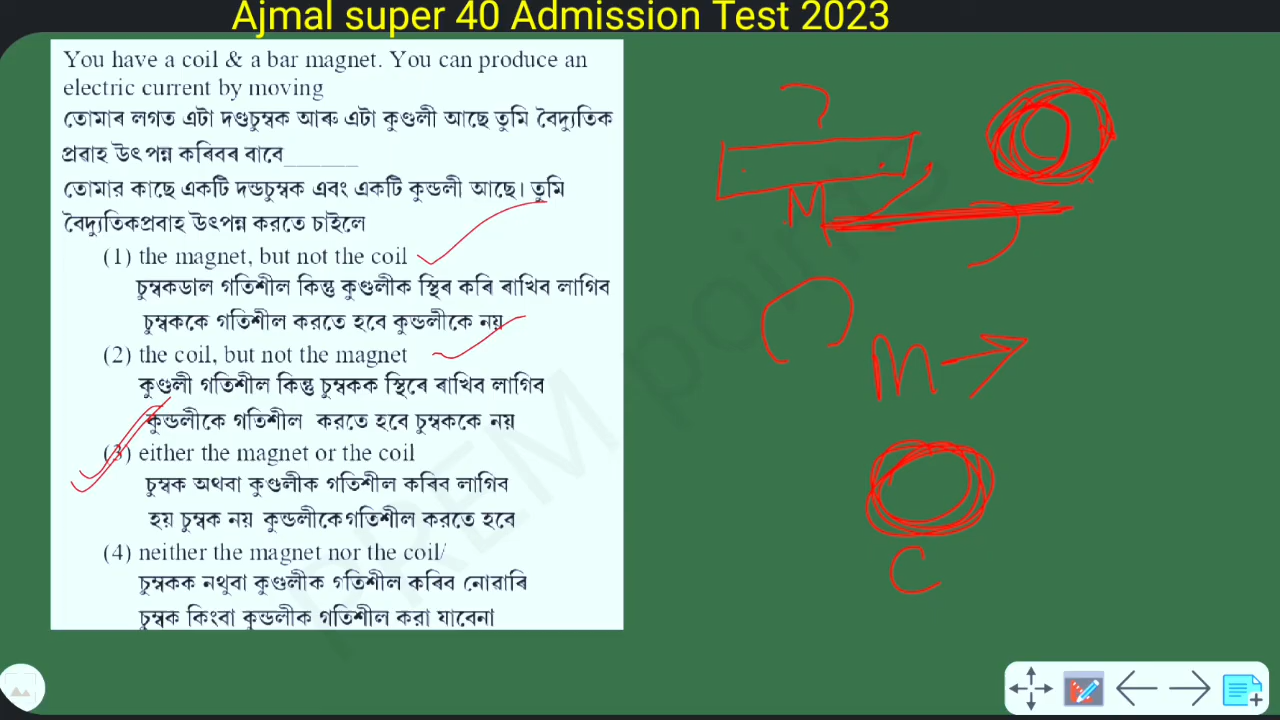 Ajmal super 40 Admission Test 2023
You have a coil & a bar magnet. You can produce an
electric current by moving
তোমাৰ লগত এটা দণ্ডচুম্বক আৰু এটা কুণ্ডলী আছে তুমি বৈদ্যুতিক
প্ৰৱাহ উৎপন্ন কৰিবৰ বাবে______
তোমার কাছে একটি দন্ডচুম্বক এবং একটি কুন্ডলী আছে। তুমি
বৈদ্যুতিকপ্রবাহ উৎপন্ন করতে চাইলে
(1) the magnet, but not the coil
চুম্বকডাল গতিশীল কিন্তু কুণ্ডলীক স্থিৰ কৰি ৰাখিব লাগিব
চুম্বককে গতিশীল করতে হবে কুন্ডলীকে নয়
(2) the coil, but not the magnet
কুণ্ডলী গতিশীল কিন্তু চুম্বকক স্থিৰে ৰাখিব লাগিব
কুন্ডলীকে গতিশীল করতে হবে চুম্বককে নয়
(3) either the magnet or the coil
চুম্বক অথবা কুণ্ডলীক গতিশীল কৰিব লাগিব
হয় চুম্বক নয় কুন্ডলীকে গতিশীল করতে হবে
(4) neither the magnet nor the coil/
চুম্বকক নথুবা কুণ্ডলীক গতিশীল কৰিব নোৱাৰি
চুম্বক কিংবা কুন্ডলীক গতিশীল করা যাবেনা
M
M
C
PREM point